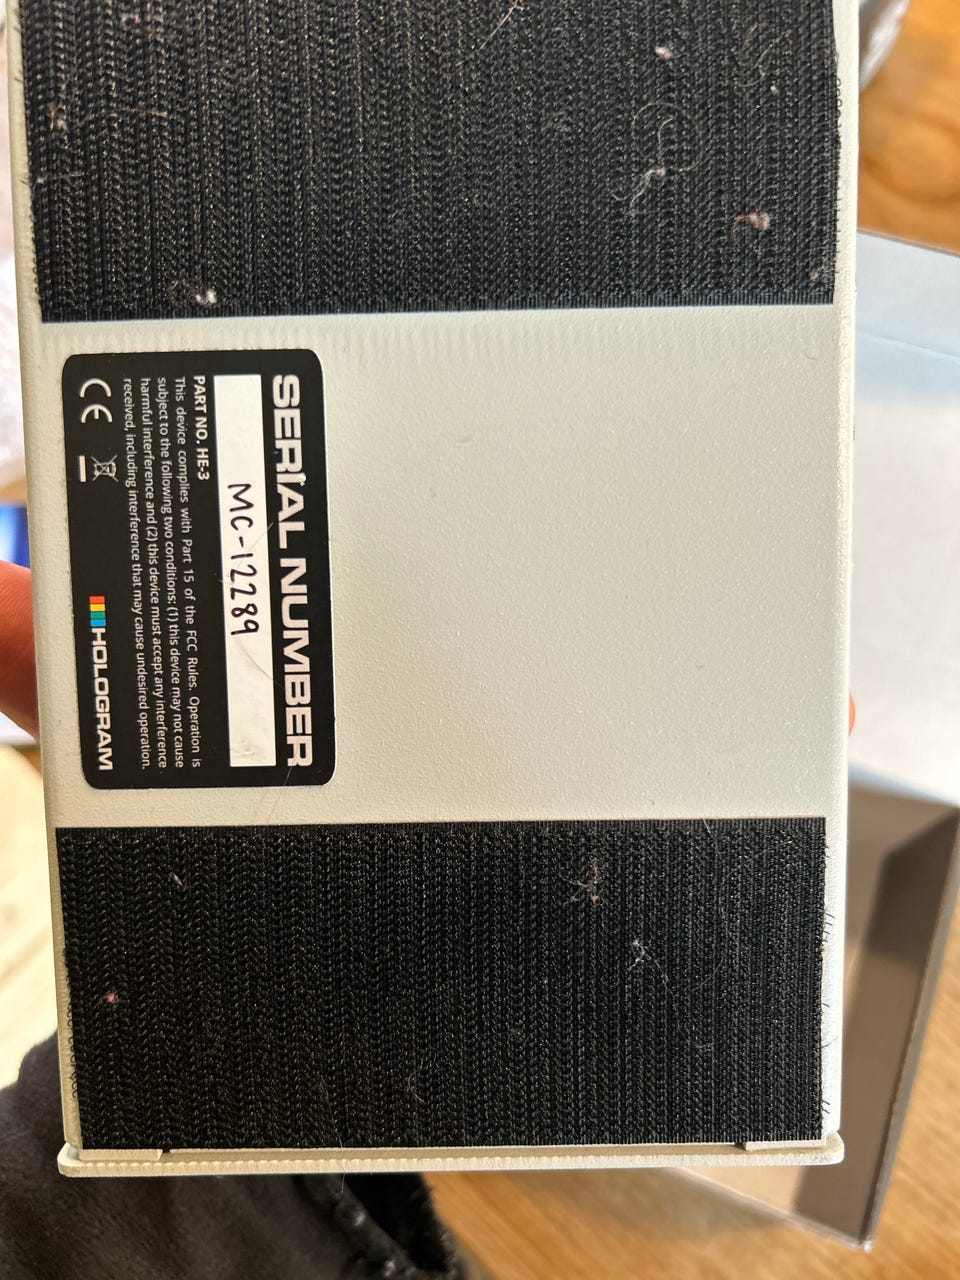 SERIAL NUMBER
MC-12289
PART NO. HE-3
This device complies with Part 15 of the FCC Rules. Operation is
subject to the following two conditions: (1) this device may not cause
harmful interference and (2) this device must accept any interference
received, including interference that may cause undesired operation.
CE
HOLOGRAM